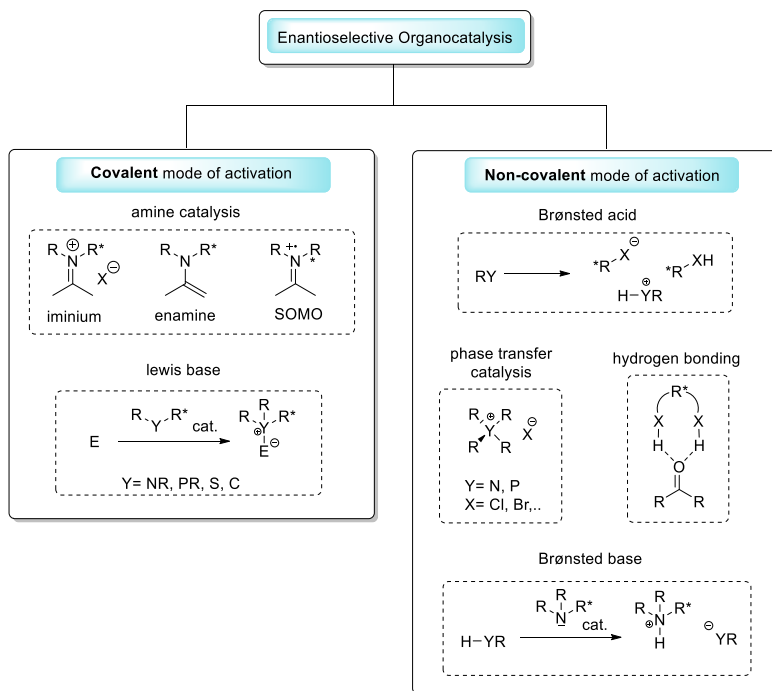 Enantioselective Organocatalysis
Covalent mode of activation
amine catalysis
R N R* X
iminium
R N R*
enamine
R N R *
SOMO
lewis base
E
R Y R* cat.
R R Y R* E
Y= NR, PR, S, C
Non-covalent mode of activation
Brønsted acid
RY
*R X
*R XH
H–YR
phase transfer
catalysis
R R Y R R X
Y= N, P
X= Cl, Br,..
hydrogen bonding
R*
X X
H H
O
R R
Brønsted base
H–YR
R
R N R*
cat.
R
R N R*
H
YR